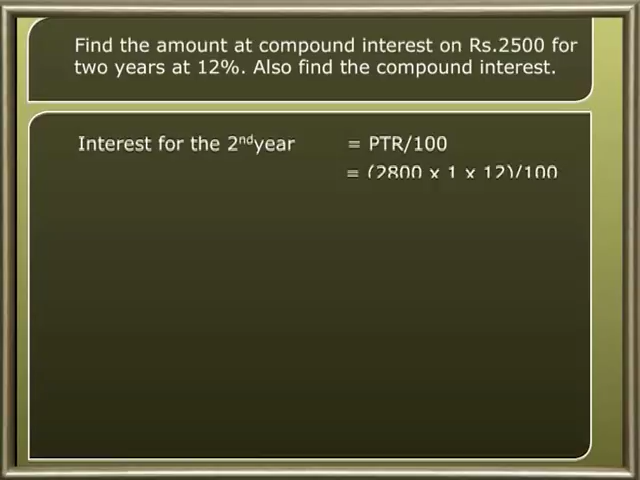 Find the amount at compound interest on Rs.2500 for
two years at 12%. Also find the compound interest.
Interest for the 2ndyear = PTR/100
= (2800 x 1 x 12)/100